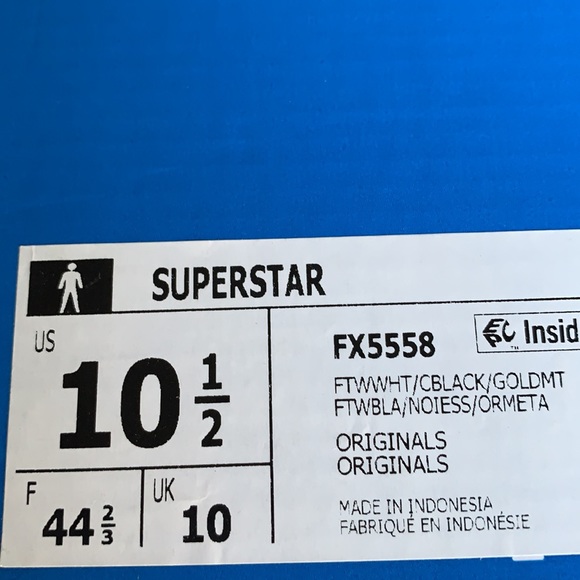 SUPERSTAR
US
10 1/2
F
44 2/3
UK
10
FX5558
™ Insid
FTWWHT/CBLACK/GOLDMT
FTWBLA/NOIESS/ORMETA
ORIGINALS
ORIGINALS
MADE IN INDONESIA
FABRIQUÉ EN INDONÉSIE